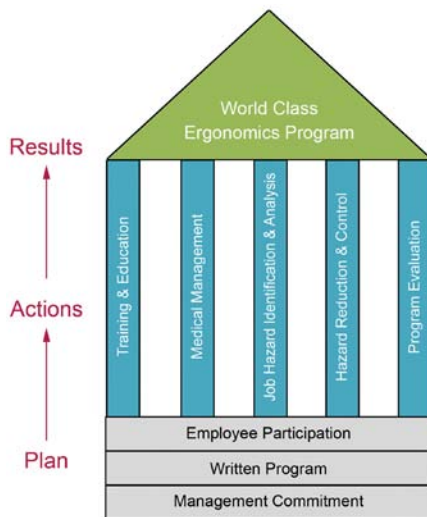 World Class
Ergonomics Program
Results
Actions
Plan
Training & Education
Medical Management
Job Hazard Identification & Analysis
Hazard Reduction & Control
Program Evaluation
Employee Participation
Written Program
Management Commitment